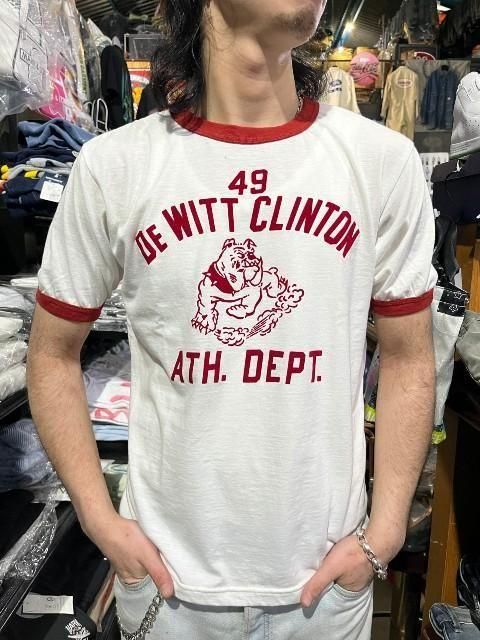 49
De WITT CLINTON
ATH. DEPT.